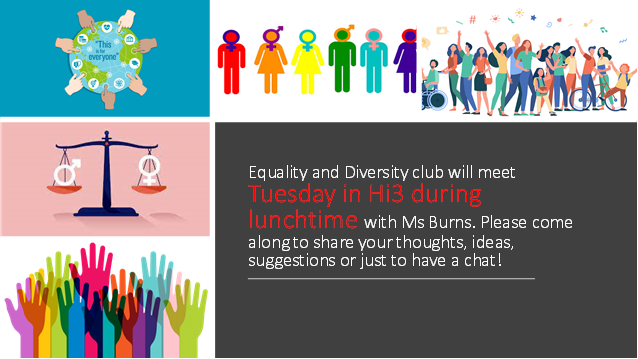 "This
is for
everyone"
Equality and Diversity club will meet
Tuesday in Hi3 during
lunchtime with Ms Burns. Please come
along to share your thoughts, ideas,
suggestions or just to have a chat!